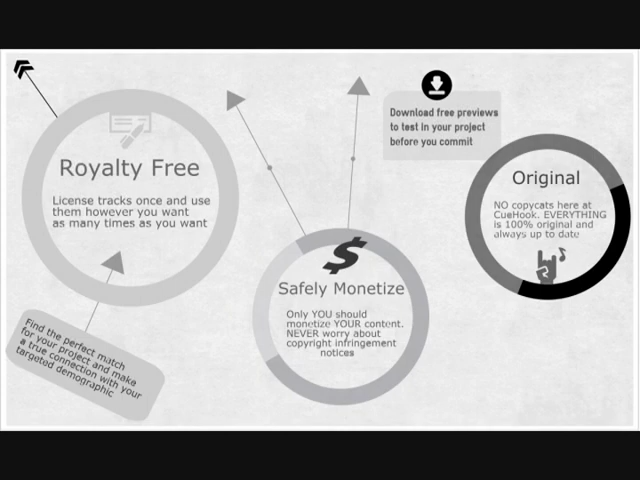 Royalty Free
License tracks once and use
them however you want
as many times as you want
Find the perfect match
for your project and make
a true connection with your
targeted demographic
$
Safely Monetize
Only YOU should
monetize YOUR content.
NEVER worry about
copyright infringement
notices
Download free previews
to test in your project
before you commit
Original
NO copycats here at
CueHook. EVERYTHING
is 100% original and
always up to date